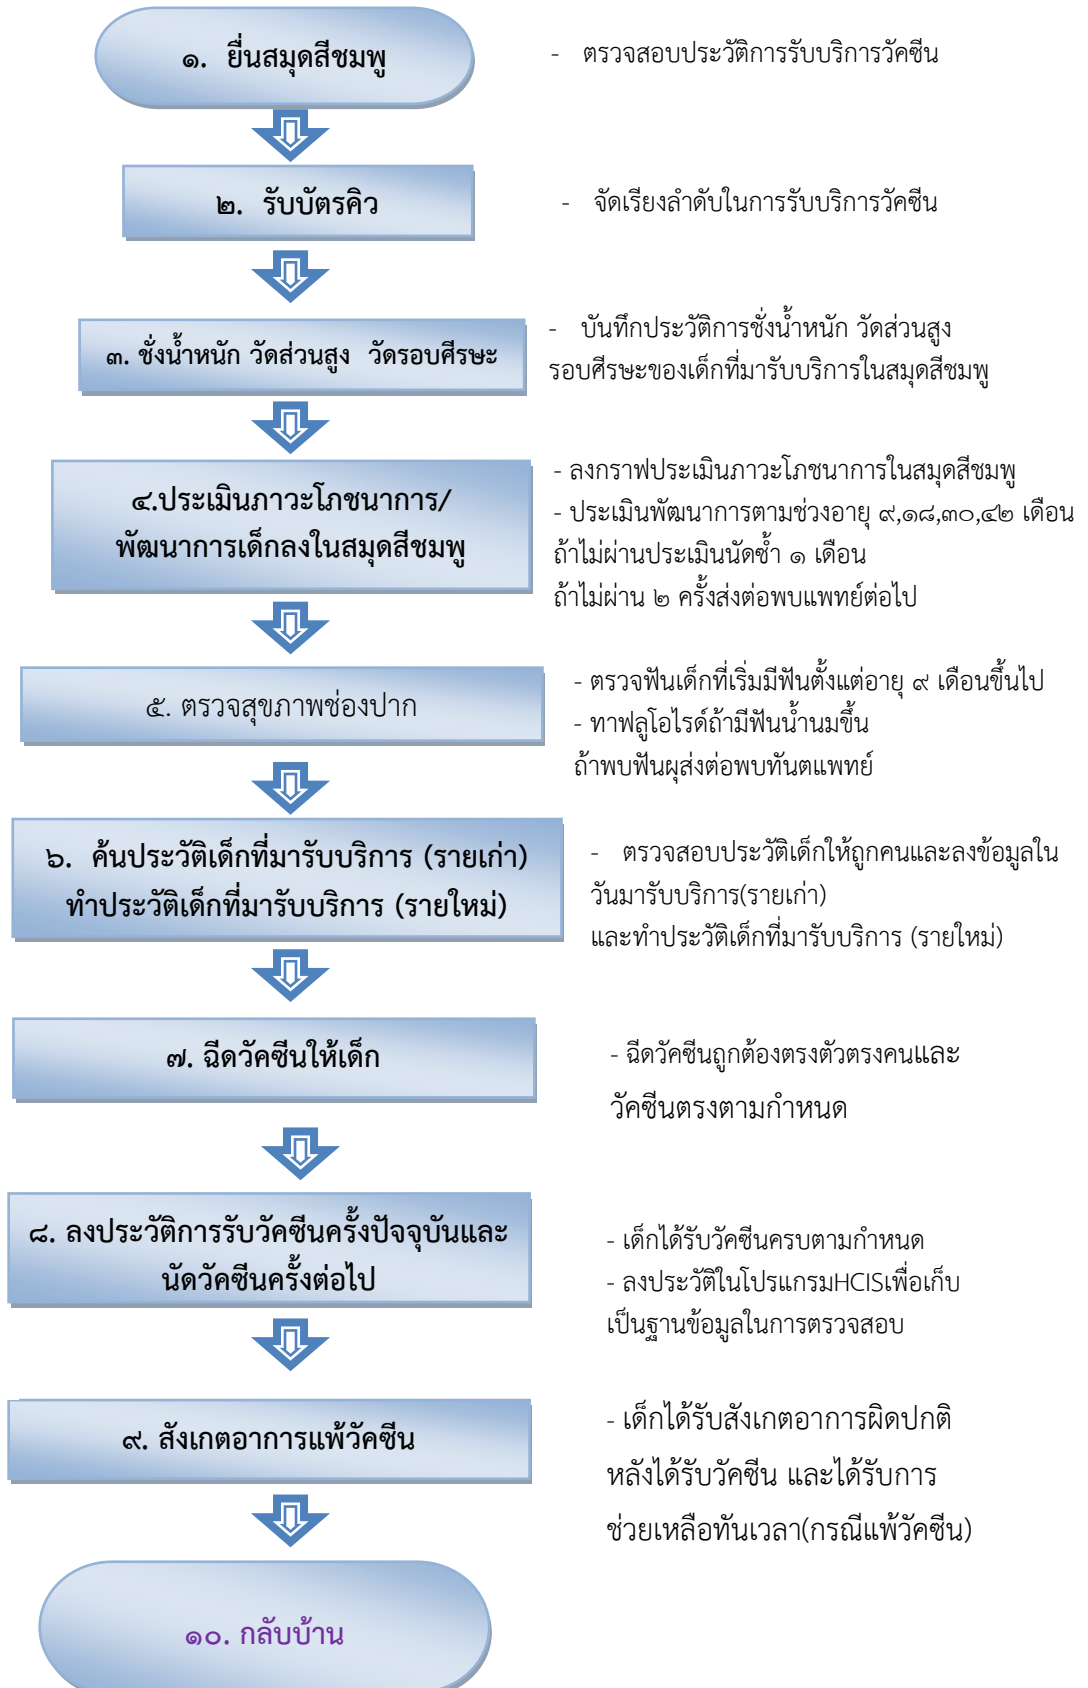 ๑. ยื่นสมุดสีชมพู
- ตรวจสอบประวัติการรับบริการวัคซีน
๒. รับบัตรคิว
- จัดเรียงลำดับในการรับบริการวัคซีน
๓. ชั่งน้ำหนัก วัดส่วนสูง วัดรอบศีรษะ
- บันทึกประวัติการชั่งน้ำหนัก วัดส่วนสูง
รอบศีรษะของเด็กที่มารับบริการในสมุดสีชมพู
๔.ประเมินภาวะโภชนาการ/
พัฒนาการเด็กลงในสมุดสีชมพู
- ลงกราฟประเมินภาวะโภชนาการในสมุดสีชมพู
- ประเมินพัฒนาการตามช่วงอายุ ๙,๑๘,๓๐,๔๒ เดือน
ถ้าไม่ผ่านประเมินนัดซ้ำ ๑ เดือน
ถ้าไม่ผ่าน ๒ ครั้งส่งต่อพบแพทย์ต่อไป
๕. ตรวจสุขภาพช่องปาก
- ตรวจฟันเด็กที่เริ่มมีฟันตั้งแต่อายุ ๙ เดือนขึ้นไป
- ทาฟลูโอไรด์ถ้ามีฟันน้ำนมขึ้น
ถ้าพบฟันผุส่งต่อพบทันตแพทย์
๖. ค้นประวัติเด็กที่มารับบริการ (รายเก่า)
ทำประวัติเด็กที่มารับบริการ (รายใหม่)
- ตรวจสอบประวัติเด็กให้ถูกคนและลงข้อมูลใน
วันมารับบริการ(รายเก่า)
และทำประวัติเด็กที่มารับบริการ (รายใหม่)
๗. ฉีดวัคซีนให้เด็ก
- ฉีดวัคซีนถูกต้องตรงตัวตรงคนและ
วัคซีนตรงตามกำหนด
๘. ลงประวัติการรับวัคซีนครั้งปัจจุบันและ
นัดวัคซีนครั้งต่อไป
- เด็กได้รับวัคซีนครบตามกำหนด
- ลงประวัติในโปรแกรมHCISเพื่อเก็บ
เป็นฐานข้อมูลในการตรวจสอบ
๙. สังเกตอาการแพ้วัคซีน
- เด็กได้รับสังเกตอาการผิดปกติ
หลังได้รับวัคซีน และได้รับการ
ช่วยเหลือทันเวลา(กรณีแพ้วัคซีน)
๑๐. กลับบ้าน